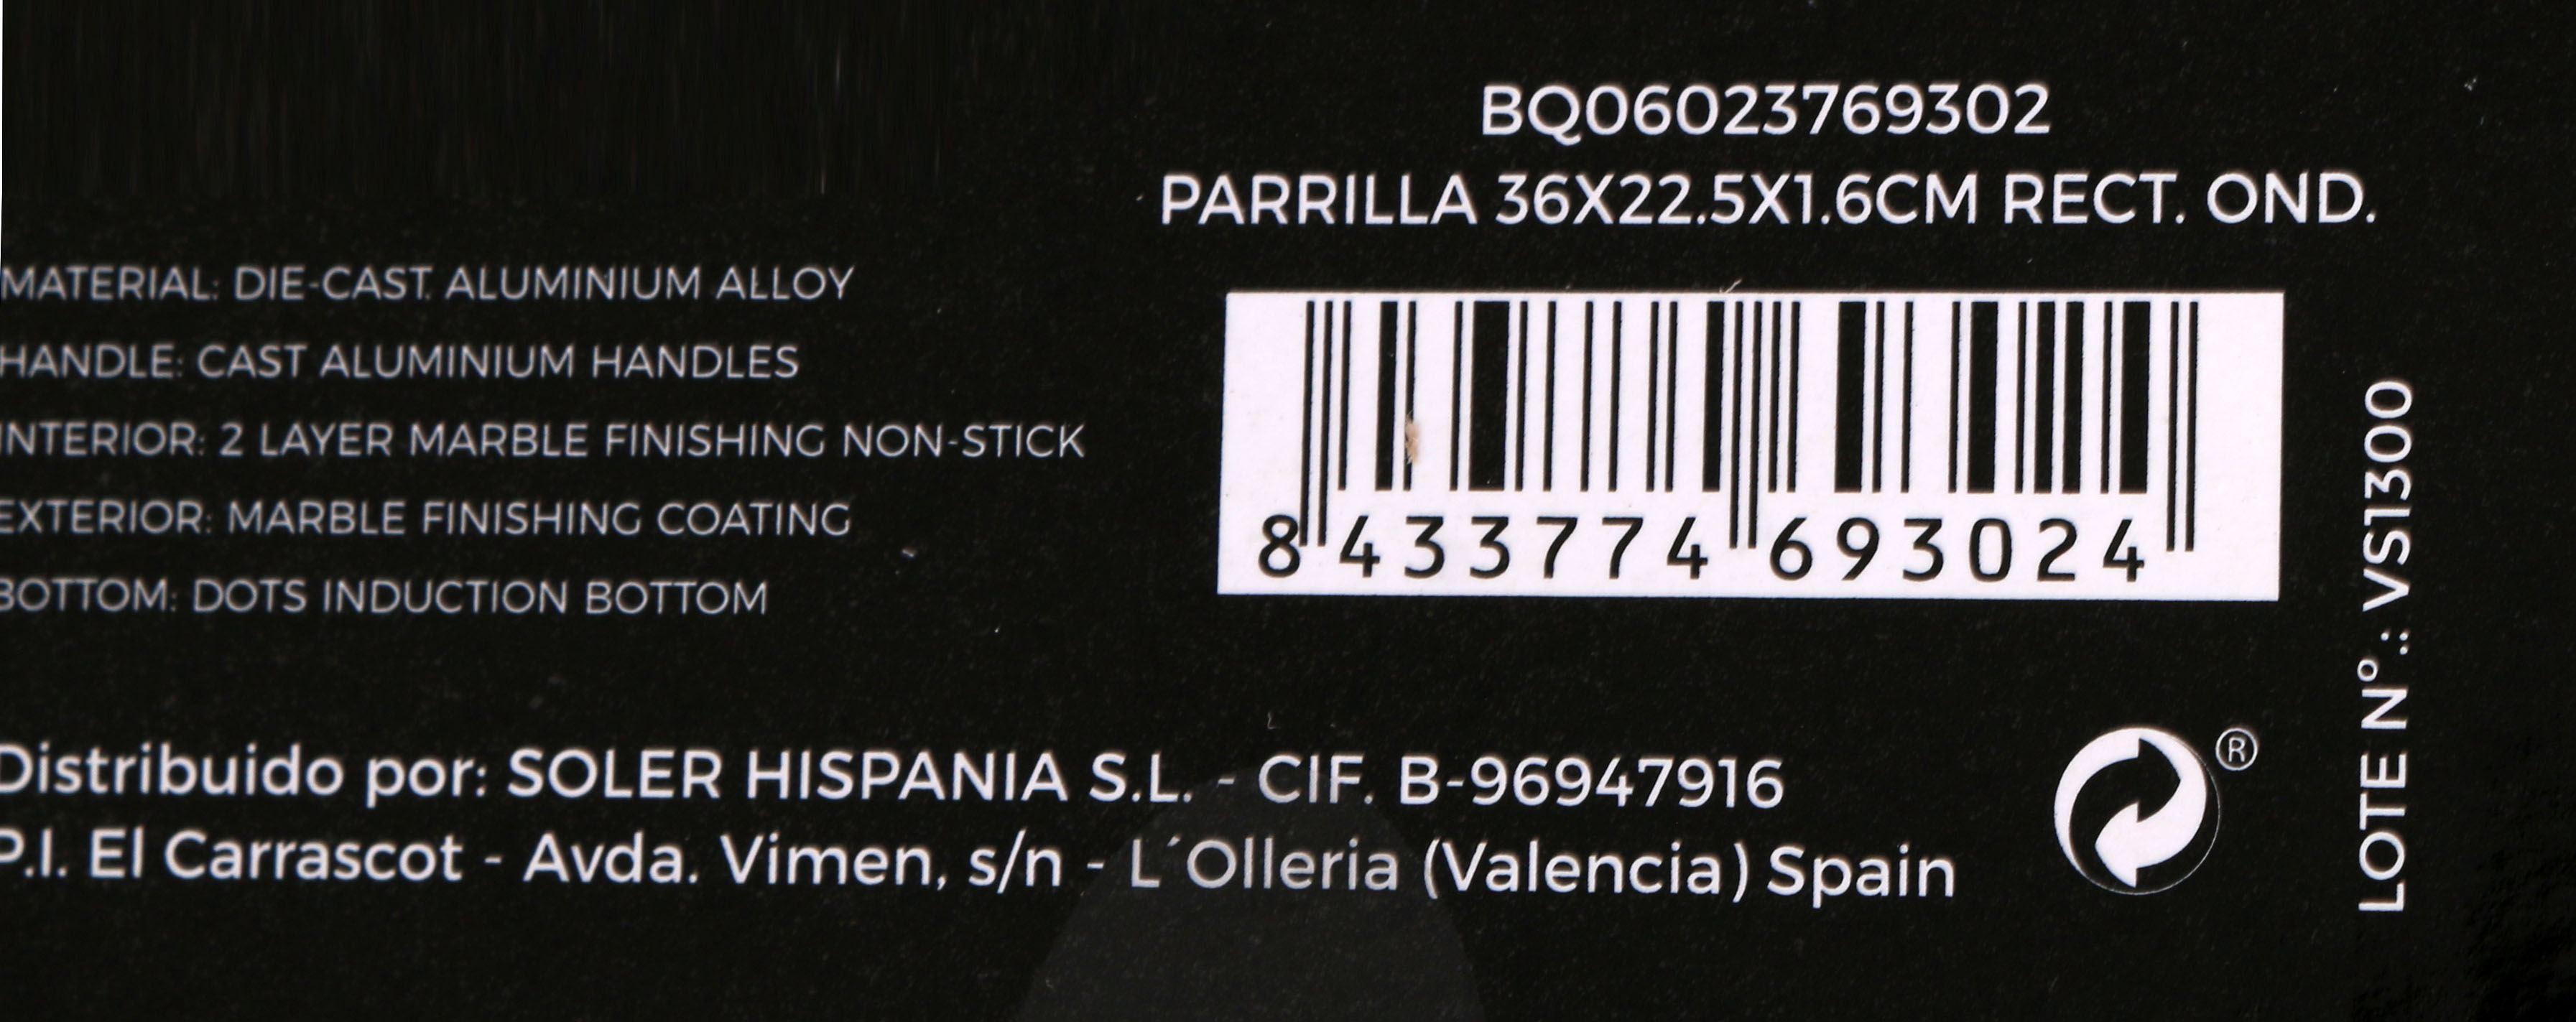 BQ06023769302
PARRILLA 36X22.5X1.6CM RECT. OND.
MATERIAL: DIE-CAST ALUMINIUM ALLOY
HANDLE: CAST ALUMINIUM HANDLES
INTERIOR: 2 LAYER MARBLE FINISHING NON-STICK
EXTERIOR: MARBLE FINISHING COATING
BOTTOM: DOTS INDUCTION BOTTOM
8 433774 693024
LOTE Nº.: VS1300
Distribuido por: SOLER HISPANIA S.L. - CIF. B-96947916
P.I. El Carrascot - Avda. Vimen, s/n - L´Olleria (Valencia) Spain
®